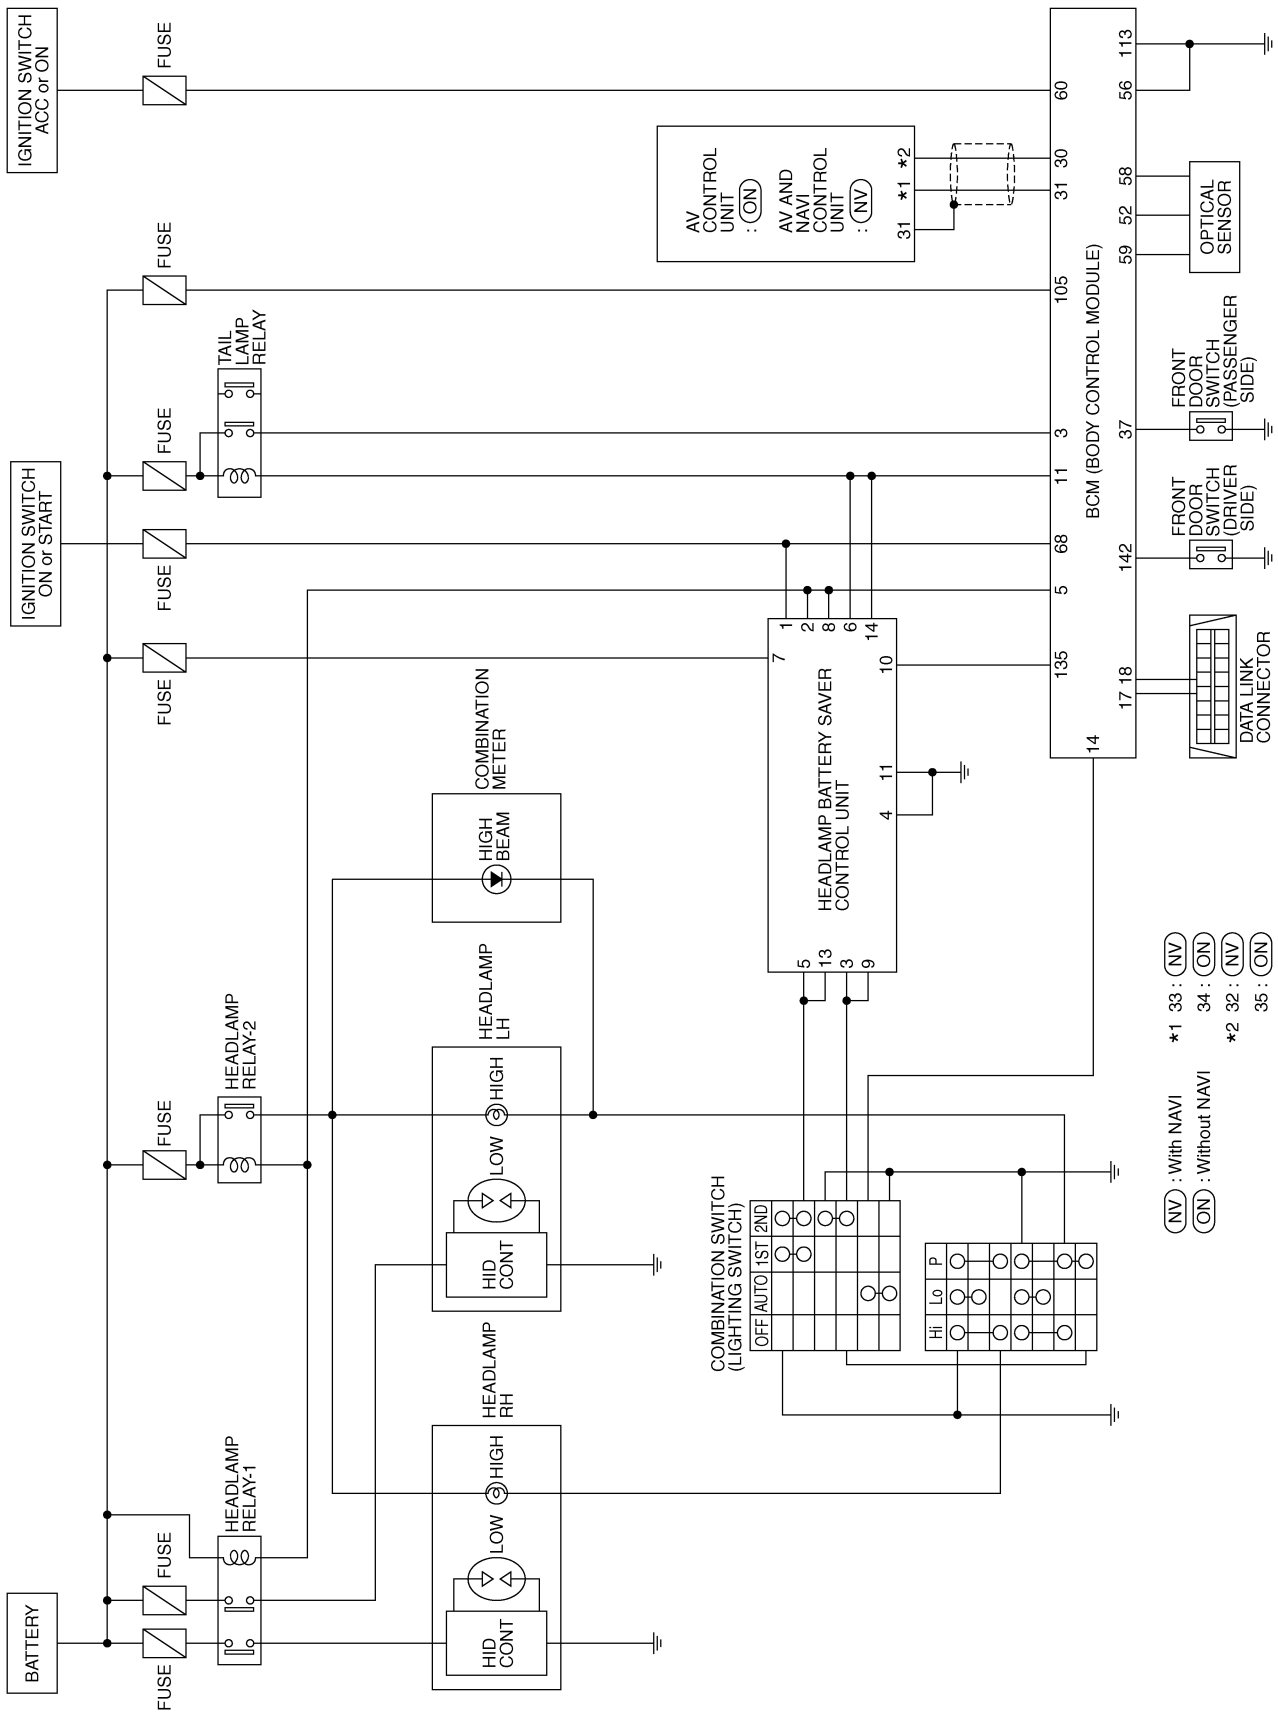 BATTERY
IGNITION SWITCH
ON or START
IGNITION SWITCH
ACC or ON
FUSE
FUSE
FUSE
FUSE
FUSE
FUSE
FUSE
FUSE
HEADLAMP
RELAY-1
HEADLAMP
RELAY-2
TAIL
LAMP
RELAY
HEADLAMP
RH
HID
CONT
LOW
HIGH
HEADLAMP
LH
HID
CONT
LOW
HIGH
COMBINATION
METER
HIGH
BEAM
AV
CONTROL
UNIT
: ON
AV AND
NAVI
CONTROL
UNIT
: NV
31
*1
*2
COMBINATION SWITCH
(LIGHTING SWITCH)
OFF AUTO 1ST 2ND
Hi Lo P
7
1
2
8
6
14
HEADLAMP BATTERY SAVER
CONTROL UNIT
5
13
3
9
4
11
10
135
5
68
11
3
105
31
30
60
14
BCM (BODY CONTROL MODULE)
17
18
142
37
59
52
58
56
113
DATA LINK
CONNECTOR
FRONT
DOOR
SWITCH
(DRIVER
SIDE)
FRONT
DOOR
SWITCH
(PASSENGER
SIDE)
OPTICAL
SENSOR
NV : With NAVI
ON : Without NAVI
*1 33 : NV
34 : ON
*2 32 : NV
35 : ON